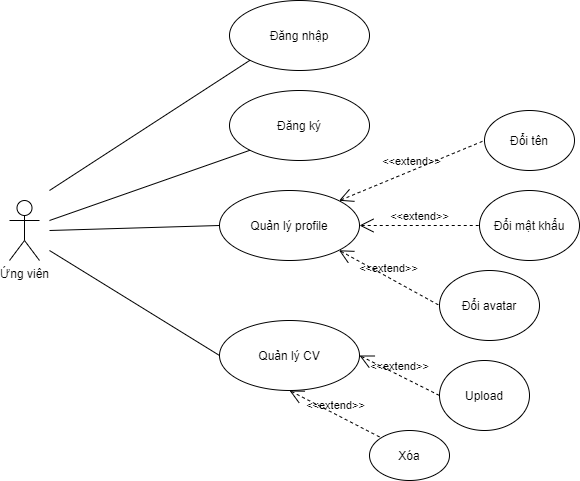 Đăng nhập
Đăng ký
Đổi tên
<<extend>>
Quản lý profile
<<extend>>
Đổi mật khẩu
Ứng viên
<<extend>>
Đổi avatar
Quản lý CV
<<extend>>
Upload
<<extend>>
Xóa